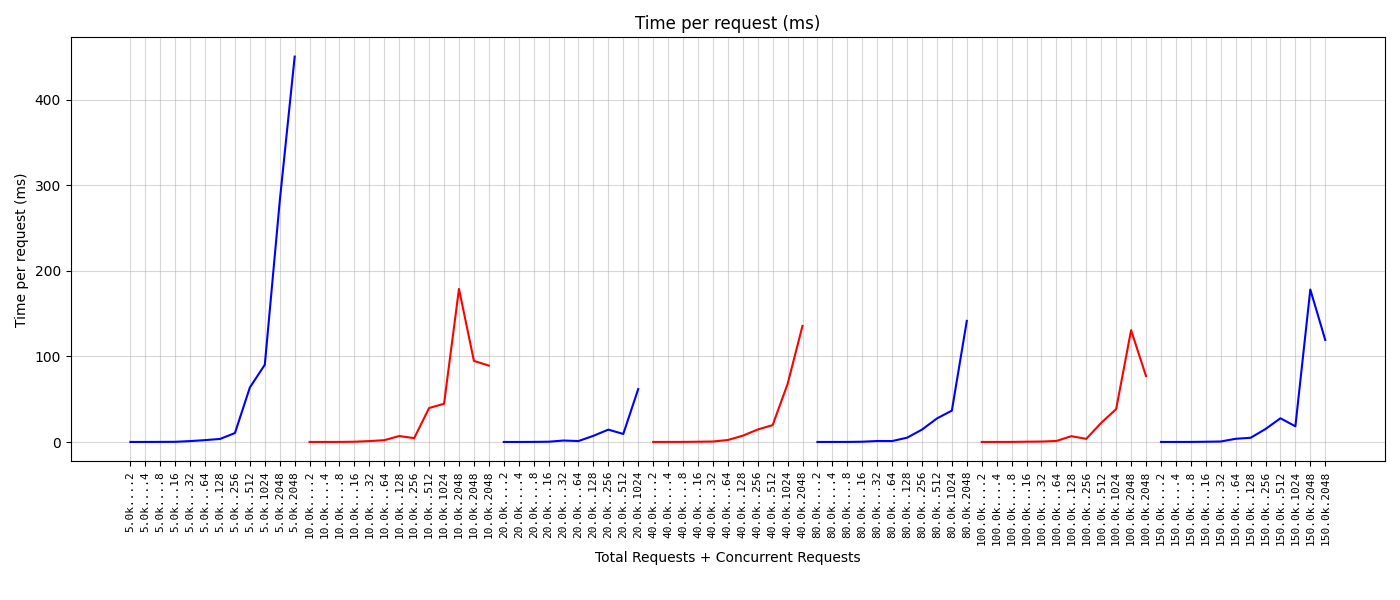 Time per request (ms)
Time per request (ms)
400
300
200
100
0
5.0k...2
5.0k...4
5.0k...8
5.0k..16
5.0k..32
5.0k..64
5.0k.128
5.0k.256
5.0k.512
5.0k.1024
5.0k.2048
5.0k.2048
10.0k...2
10.0k...4
10.0k...8
10.0k..16
10.0k..32
10.0k..64
10.0k.128
10.0k.256
10.0k.512
10.0k.1024
10.0k.2048
10.0k.2048
10.0k.2048
20.0k...2
20.0k...4
20.0k...8
20.0k..16
20.0k..32
20.0k..64
20.0k.128
20.0k.256
20.0k.512
20.0k.1024
40.0k...2
40.0k...4
40.0k...8
40.0k..16
40.0k..32
40.0k..64
40.0k.128
40.0k.256
40.0k.512
40.0k.1024
40.0k.2048
80.0k...2
80.0k...4
80.0k...8
80.0k..16
80.0k..32
80.0k..64
80.0k.128
80.0k.256
80.0k.512
80.0k.1024
80.0k.2048
100.0k...2
100.0k...4
100.0k...8
100.0k..16
100.0k..32
100.0k..64
100.0k.128
100.0k.256
100.0k.512
100.0k.1024
100.0k.2048
100.0k.2048
150.0k...2
150.0k...4
150.0k...8
150.0k..16
150.0k..32
150.0k..64
150.0k.128
150.0k.256
150.0k.512
150.0k.1024
150.0k.2048
150.0k.2048
Total Requests + Concurrent Requests